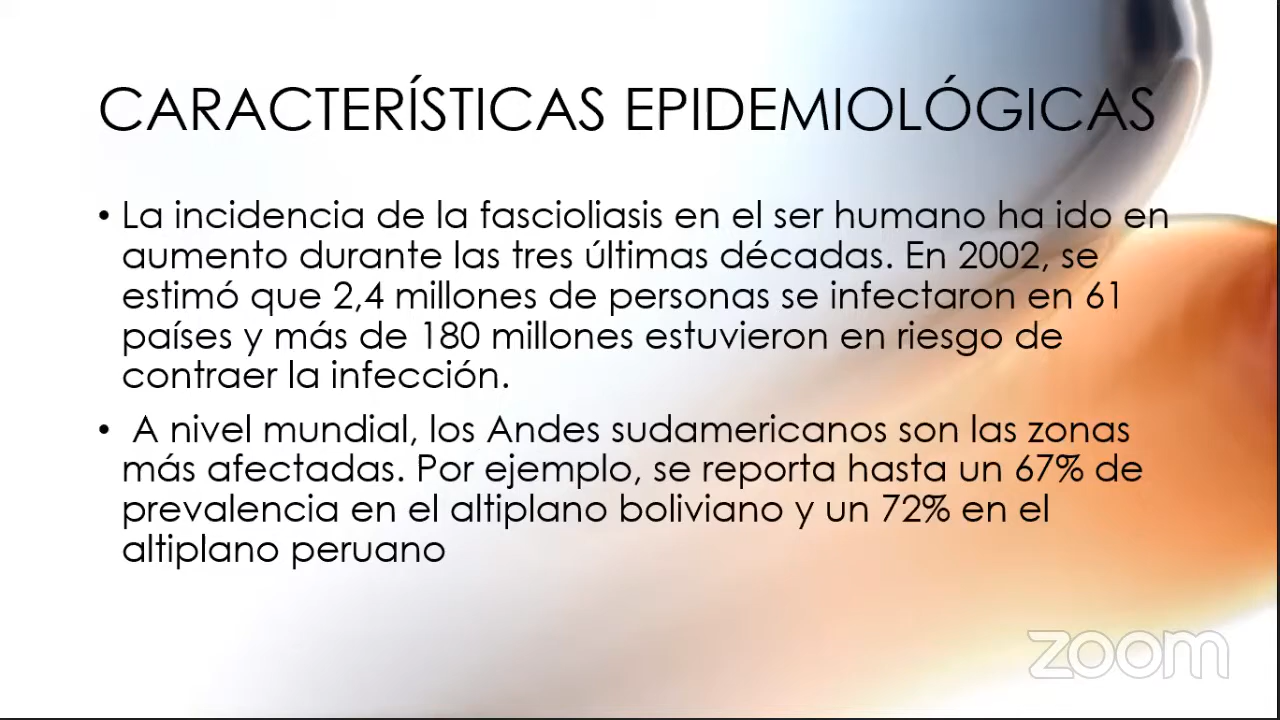 CARACTERÍSTICAS EPIDEMIOLÓGICAS
• La incidencia de la fascioliasis en el ser humano ha ido en
aumento durante las tres últimas décadas. En 2002, se
estimó que 2,4 millones de personas se infectaron en 61
países y más de 180 millones estuvieron en riesgo de
contraer la infección.
• A nivel mundial, los Andes sudamericanos son las zonas
más afectadas. Por ejemplo, se reporta hasta un 67% de
prevalencia en el altiplano boliviano y un 72% en el
altiplano peruano
zoom